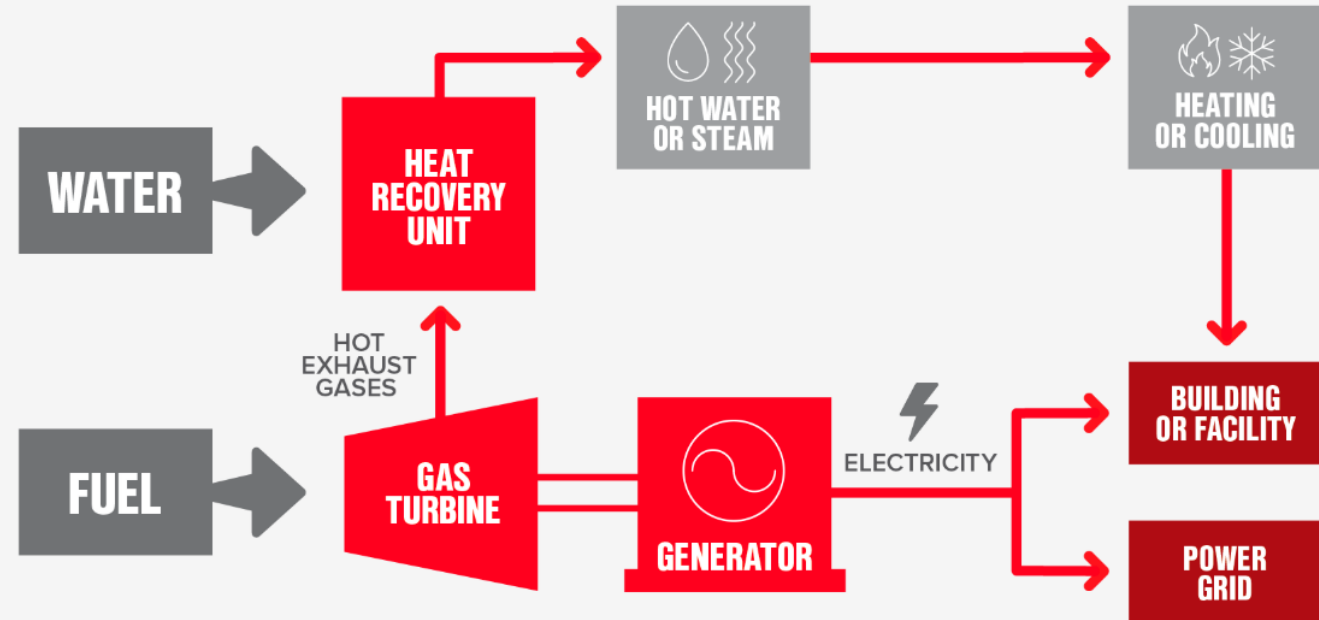 HOT WATER
OR STEAM
HEATING
OR COOLING
WATER
HEAT
RECOVERY
UNIT
HOT
EXHAUST
GASES
BUILDING
OR FACILITY
FUEL
GAS
TURBINE
GENERATOR
ELECTRICITY
POWER
GRID